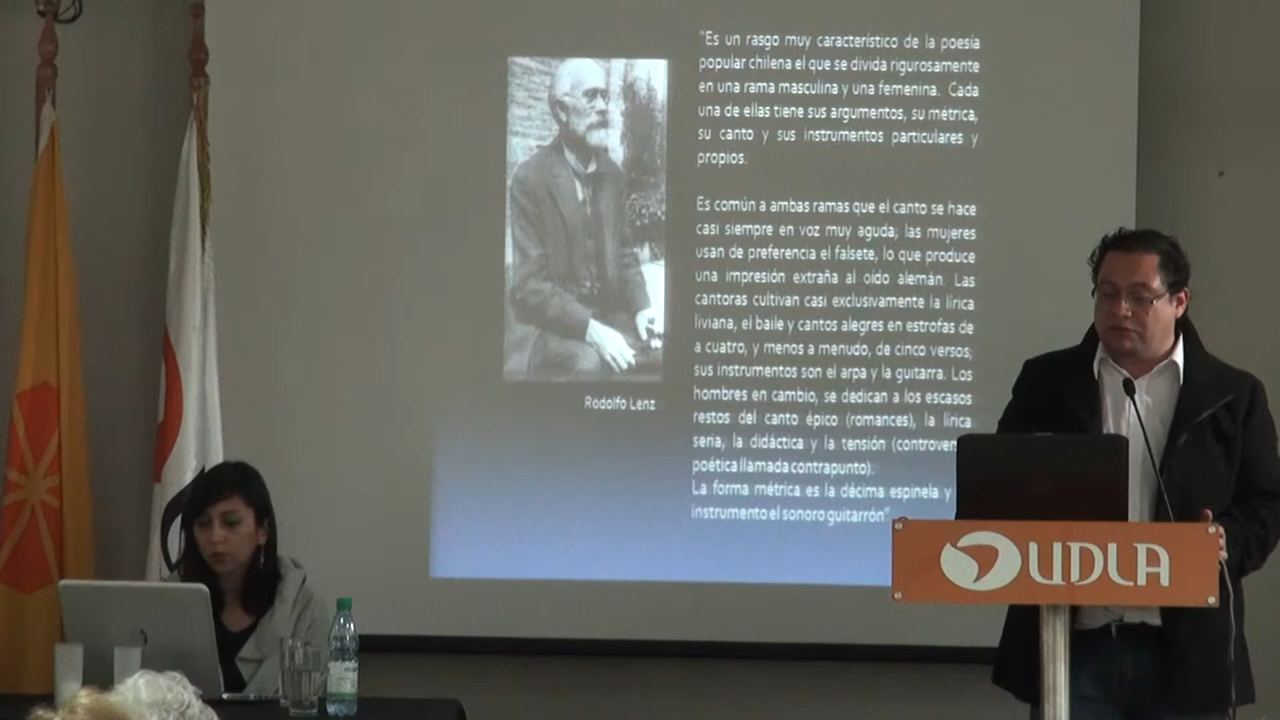 "Es un rasgo muy característico de la poesía
popular chilena el que se divida rigurosamente
en una rama masculina y una femenina. Cada
una de ellas tiene sus argumentos, su métrica,
su canto y sus instrumentos particulares y
propios.
Es común a ambas ramas que el canto se hace
casi siempre en voz muy aguda; las mujeres
usan de preferencia el falsete, lo que produce
una impresión extraña al oído alemán. Las
cantoras cultivan casi exclusivamente la lírica
liviana, el baile y cantos alegres en estrofas de
a cuatro, y menos a menudo, de cinco versos;
sus instrumentos son el arpa y la guitarra. Los
hombres en cambio, se dedican a los escasos
restos del canto épico (romances), la lírica
seria, la didáctica y la tensión (controver
poética llamada contrapunto).
La forma métrica es la décima espinela y
instrumento el sonoro guitarrón"
Rodolfo Lenz
UDLA